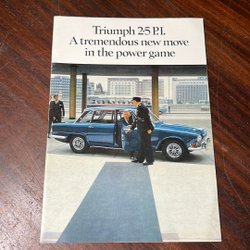 Triumph 2·5 P.I.
A tremendous new move
in the power game